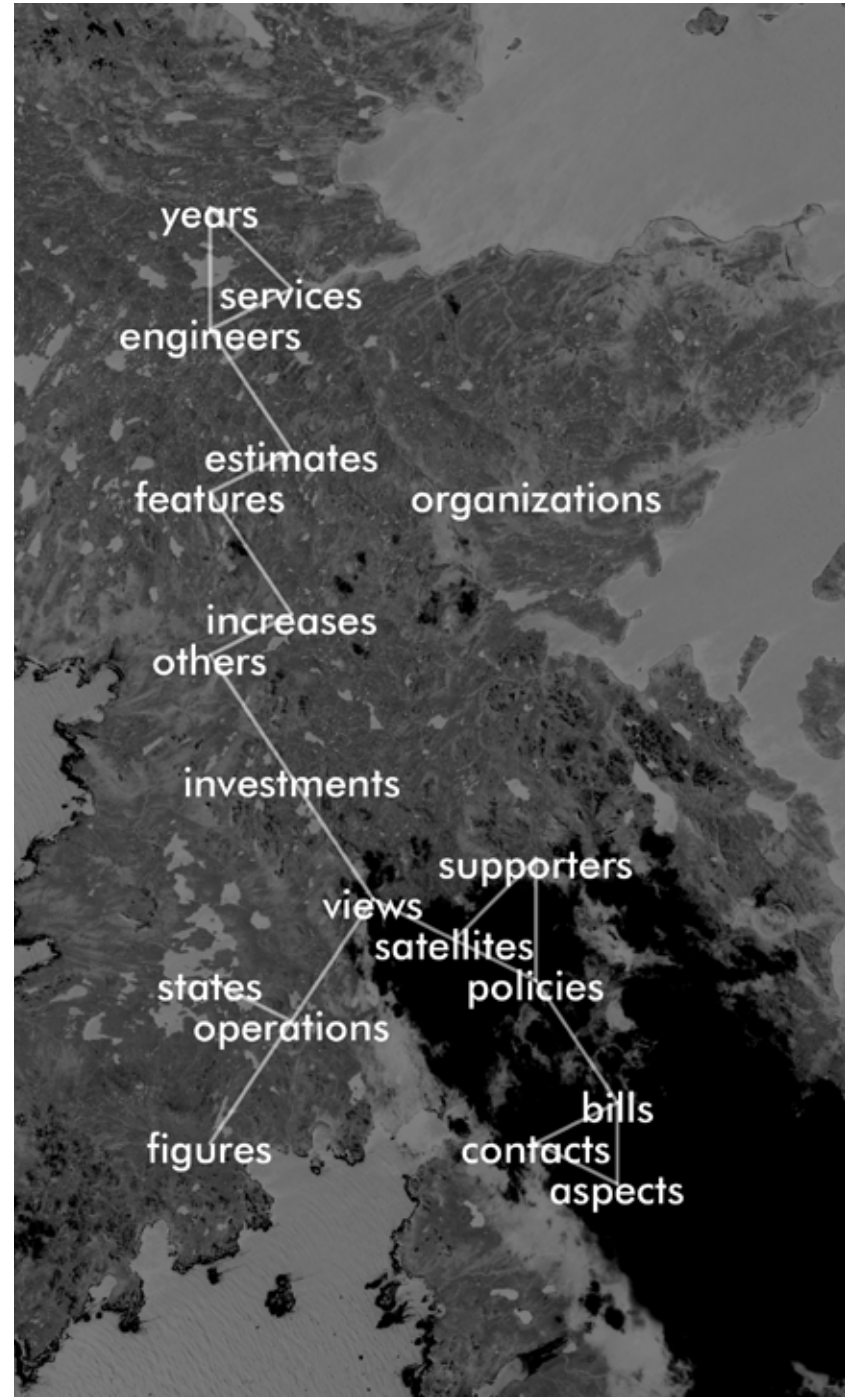 years
services
engineers
estimates
features
organizations
increases
others
investments
supporters
views
satellites
states
policies
operations
bills
figures
contacts
aspects